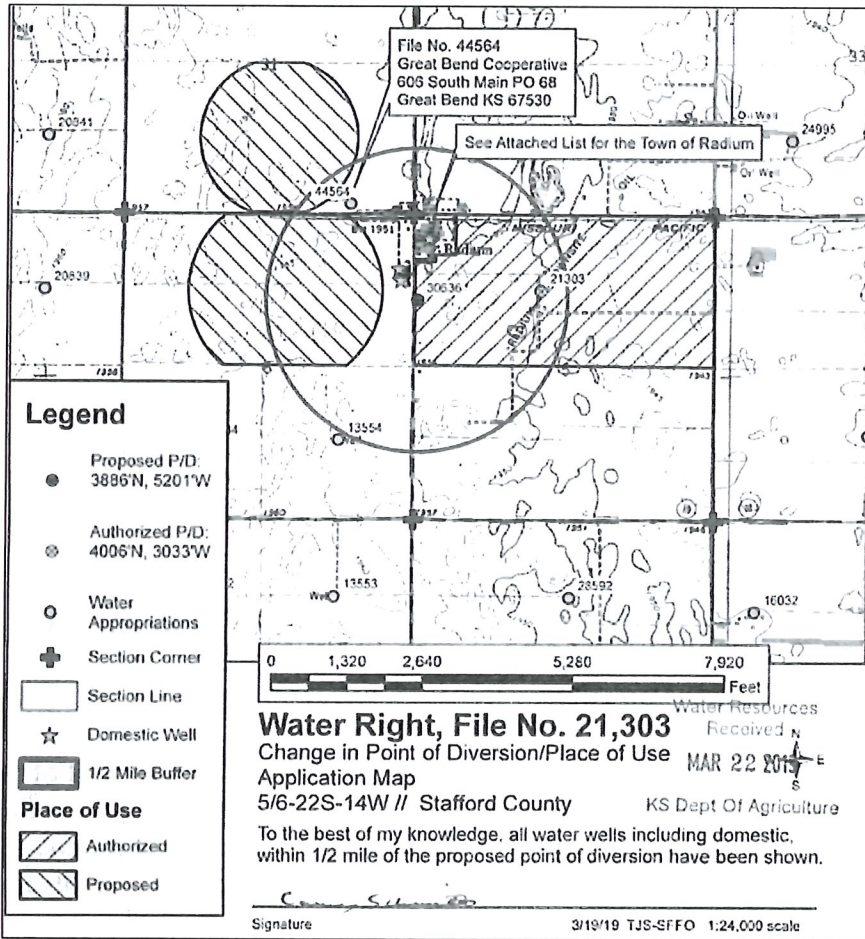 31
33
File No. 44564
Great Bend Cooperative
606 South Main PO 68
Great Bend KS 67530
See Attached List for the Town of Radium
Oil Well
20841
24995
44564
1957
MISSOURI PACIFIC
BM 1951
Radium
20839
21303
30636
13554
13553
Well
28592
16032
Legend
Proposed P/D:
3886'N, 5201'W
Authorized P/D:
4006'N, 3033'W
Water
Appropriations
Section Corner
Section Line
Domestic Well
1/2 Mile Buffer
Place of Use
Authorized
Proposed
0 1,320 2,640 5,280 7,920
Feet
Water Right, File No. 21,303
Change in Point of Diversion/Place of Use
Application Map
5/6-22S-14W // Stafford County
Water Resources
Received
MAR 22 2019
KS Dept Of Agriculture
N
E
S
To the best of my knowledge, all water wells including domestic,
within 1/2 mile of the proposed point of diversion have been shown.
Signature
3/19/19 TJS-SFFO 1:24,000 scale